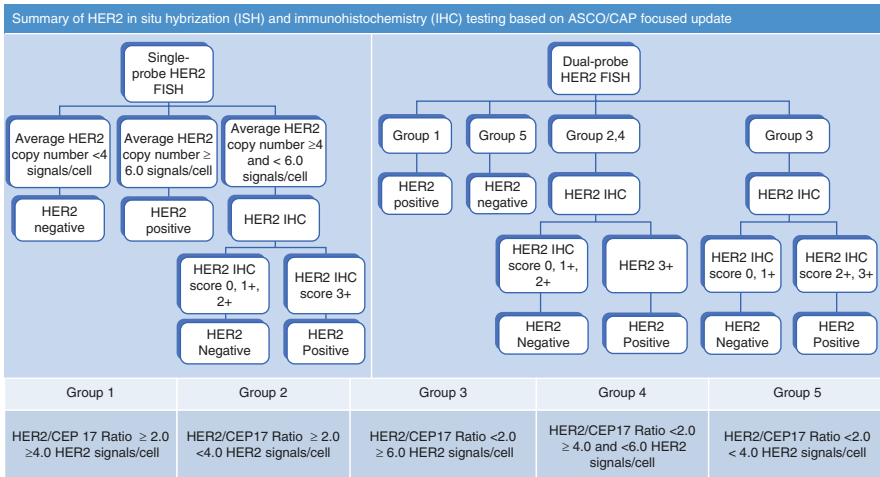 Summary of HER2 in situ hybrization (ISH) and immunohistochemistry (IHC) testing based on ASCO/CAP focused update
Single-
probe HER2
FISH
Average HER2
copy number <4
signals/cell
Average HER2
copy number ≥
6.0 signals/cell
Average HER2
copy number ≥4
and < 6.0
signals/cell
HER2
negative
HER2
positive
HER2 IHC
HER2 IHC
score 0, 1+,
2+
HER2 IHC
score 3+
HER2
Negative
HER2
Positive
Dual-probe
HER2 FISH
Group 1
Group 5
Group 2,4
Group 3
HER2
positive
HER2
negative
HER2 IHC
HER2 IHC
HER2 IHC
score 0, 1+,
2+
HER2 3+
HER2 IHC
score 0, 1+
HER2 IHC
score 2+, 3+
HER2
Negative
HER2
Positive
HER2
Negative
HER2
Positive
Group 1
Group 2
Group 3
Group 4
Group 5
HER2/CEP 17 Ratio ≥ 2.0
≥4.0 HER2 signals/cell
HER2/CEP17 Ratio ≥ 2.0
<4.0 HER2 signals/cell
HER2/CEP17 Ratio <2.0
≥ 6.0 HER2 signals/cell
HER2/CEP17 Ratio <2.0
≥ 4.0 and <6.0 HER2
signals/cell
HER2/CEP17 Ratio <2.0
< 4.0 HER2 signals/cell